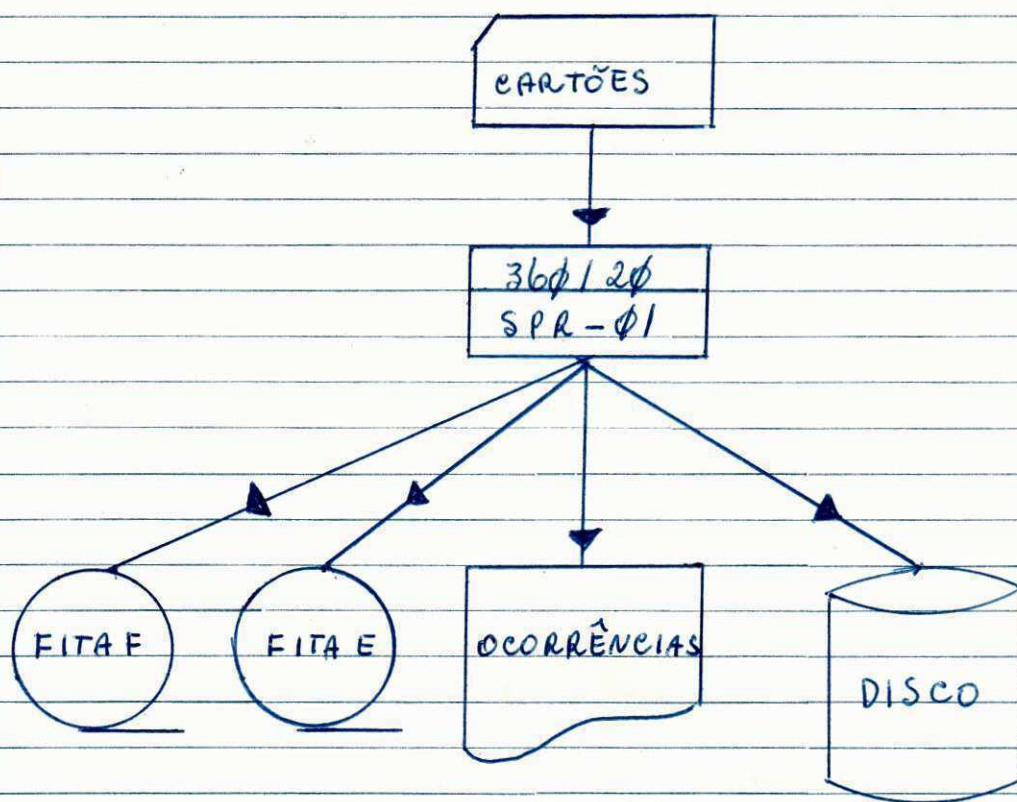 CARTÕES
360/20
SPR-01
FITA F
FITA E
OCORRÊNCIAS
DISCO